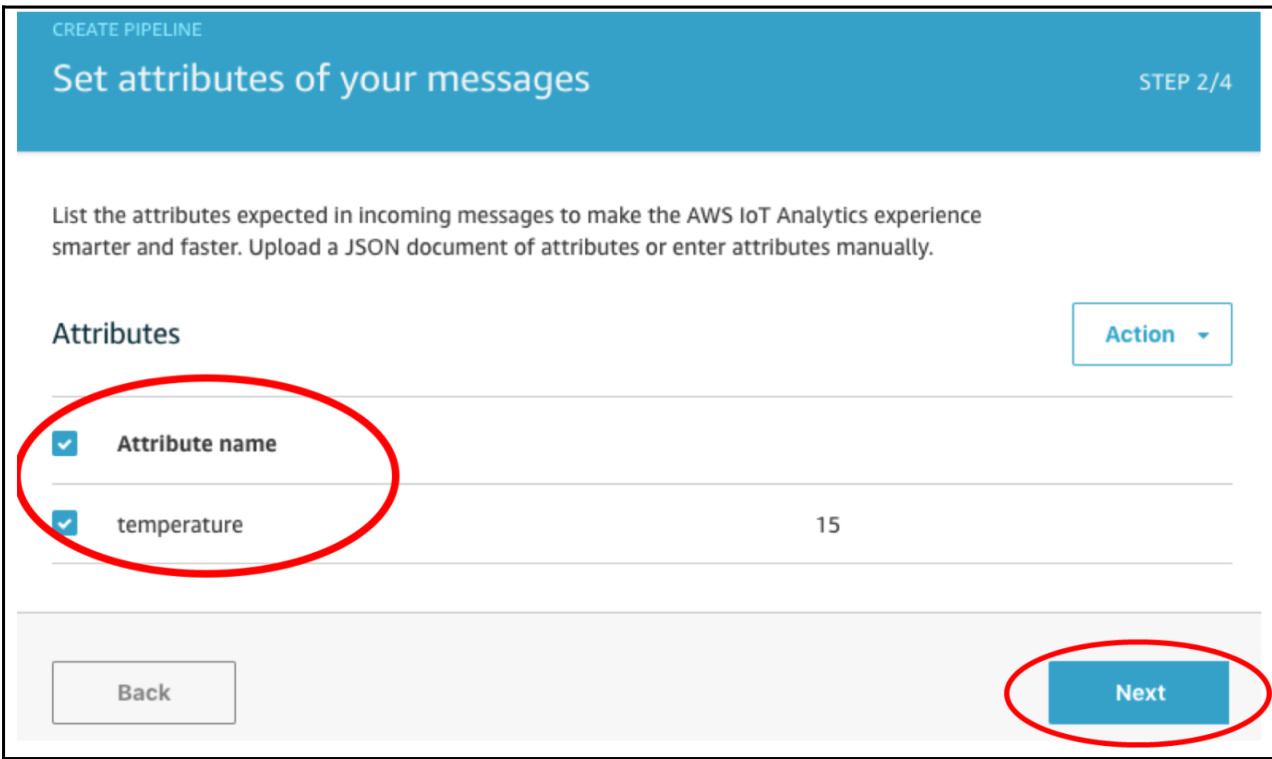 CREATE PIPELINE
Set attributes of your messages
STEP 2/4
List the attributes expected in incoming messages to make the AWS IoT Analytics experience
smarter and faster. Upload a JSON document of attributes or enter attributes manually.
Attributes
Action
Attribute name
temperature 15
Back
Next